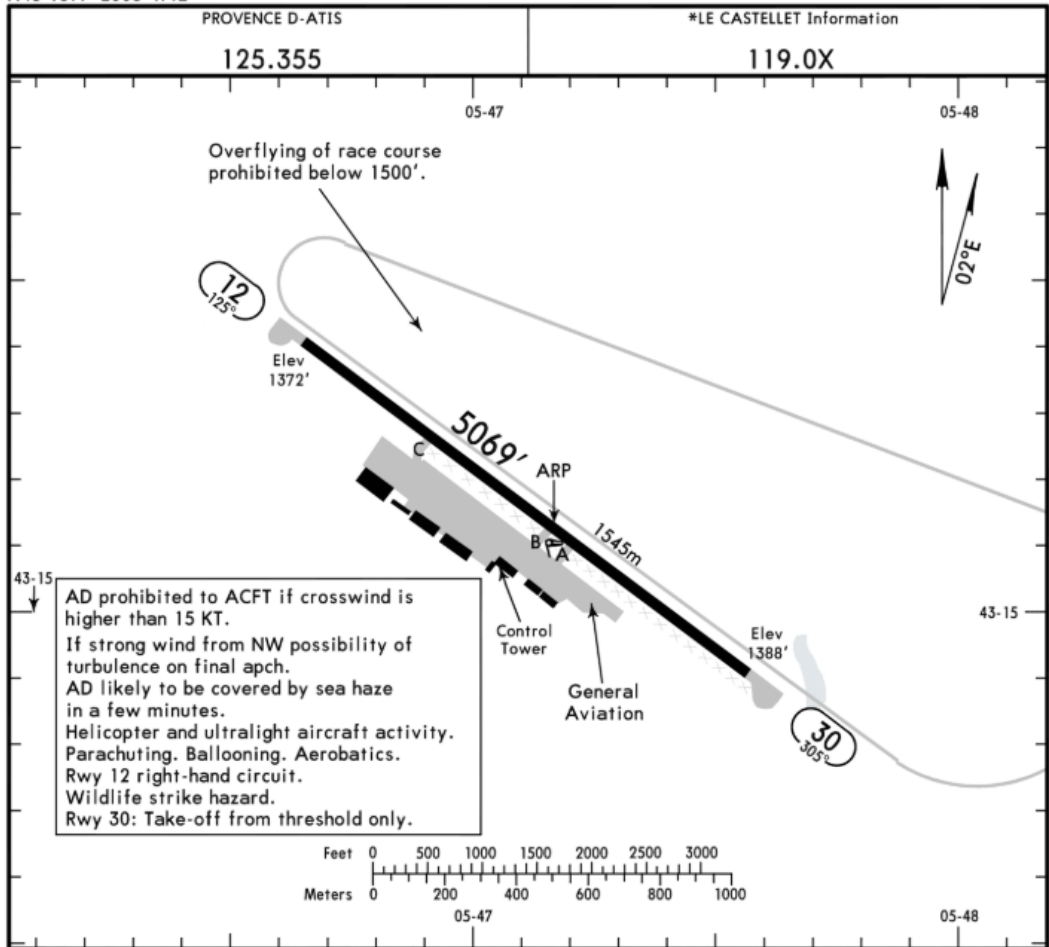 PROVENCE D-ATIS
125.355
*LE CASTELLET Information
119.0X
05-47
05-48
Overflying of race course
prohibited below 1500'.
02°E
12
125°
Elev
1372'
5069'
C
ARP
1545m
B
A
43-15
43-15
AD prohibited to ACFT if crosswind is
higher than 15 KT.
If strong wind from NW possibility of
turbulence on final apch.
AD likely to be covered by sea haze
in a few minutes.
Helicopter and ultralight aircraft activity.
Parachuting. Ballooning. Aerobatics.
Rwy 12 right-hand circuit.
Wildlife strike hazard.
Rwy 30: Take-off from threshold only.
Control
Tower
General
Aviation
Elev
1388'
30
305°
Feet 0 500 1000 1500 2000 2500 3000
Meters 0 200 400 600 800 1000
05-47
05-48